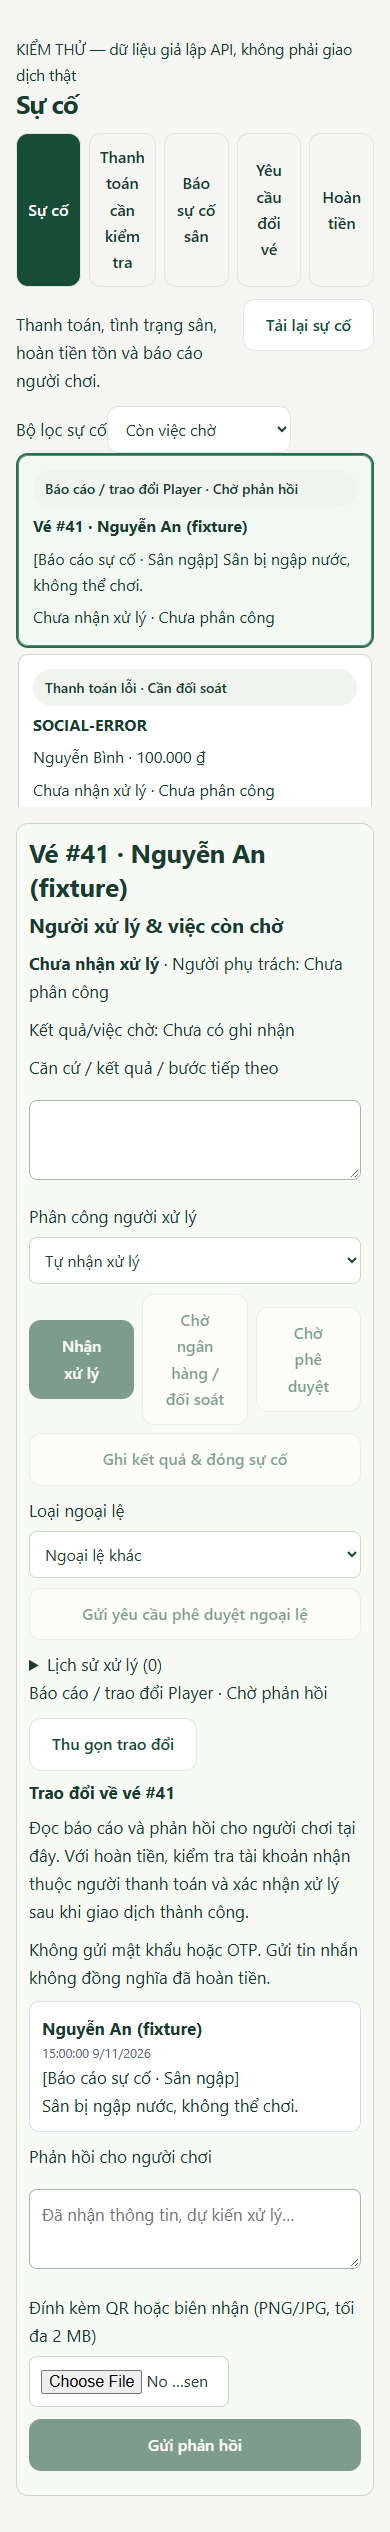 KIỂM THỬ — dữ liệu giả lập API, không phải giao
dịch thật
Sự cố
Sự cố
Thanh
toán
cần
kiểm
tra
Báo
sự cố
sân
Yêu
cầu
đổi
vé
Hoàn
tiền
Thanh toán, tình trạng sân,
hoàn tiền tồn và báo cáo
người chơi.
Tải lại sự cố
Bộ lọc sự cố
Còn việc chờ
Báo cáo / trao đổi Player · Chờ phản hồi
Vé #41 · Nguyễn An (fixture)
[Báo cáo sự cố · Sân ngập] Sân bị ngập nước,
không thể chơi.
Chưa nhận xử lý · Chưa phân công
Thanh toán lỗi · Cần đối soát
SOCIAL-ERROR
Nguyễn Bình · 100.000 ₫
Chưa nhận xử lý · Chưa phân công
Vé #41 · Nguyễn An
(fixture)
Người xử lý & việc còn chờ
Chưa nhận xử lý · Người phụ trách: Chưa
phân công
Kết quả/việc chờ: Chưa có ghi nhận
Căn cứ / kết quả / bước tiếp theo
Phân công người xử lý
Tự nhận xử lý
Nhận
xử lý
Chờ
ngân
hàng /
đối soát
Chờ
phê
duyệt
Ghi kết quả & đóng sự cố
Loại ngoại lệ
Ngoại lệ khác
Gửi yêu cầu phê duyệt ngoại lệ
Lịch sử xử lý (0)
Báo cáo / trao đổi Player · Chờ phản hồi
Thu gọn trao đổi
Trao đổi về vé #41
Đọc báo cáo và phản hồi cho người chơi tại
đây. Với hoàn tiền, kiểm tra tài khoản nhận
thuộc người thanh toán và xác nhận xử lý
sau khi giao dịch thành công.
Không gửi mật khẩu hoặc OTP. Gửi tin nhắn
không đồng nghĩa đã hoàn tiền.
Nguyễn An (fixture)
15:00:00 9/11/2026
[Báo cáo sự cố · Sân ngập]
Sân bị ngập nước, không thể chơi.
Phản hồi cho người chơi
Đã nhận thông tin, dự kiến xử lý...
Đính kèm QR hoặc biên nhận (PNG/JPG, tối
đa 2 MB)
Choose File No ...sen
Gửi phản hồi